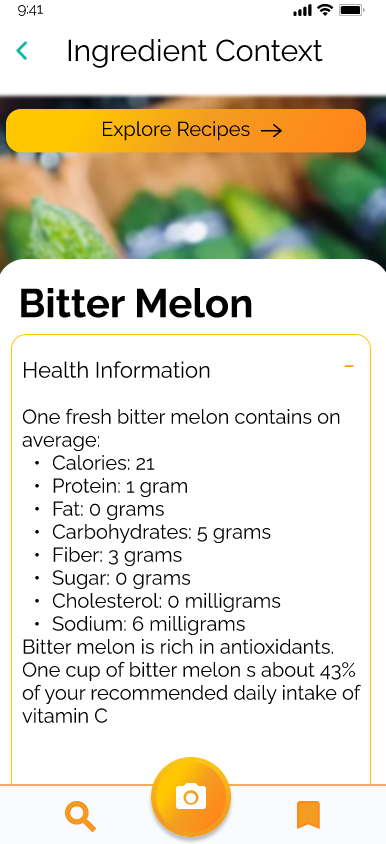 9:41
Ingredient Context
Explore Recipes →
Bitter Melon
Health Information
One fresh bitter melon contains on
average:
• Calories: 21
• Protein: 1 gram
• Fat: 0 grams
• Carbohydrates: 5 grams
• Fiber: 3 grams
• Sugar: 0 grams
• Cholesterol: 0 milligrams
• Sodium: 6 milligrams
Bitter melon is rich in antioxidants.
One cup of bitter melon s about 43%
of your recommended daily intake of
vitamin C